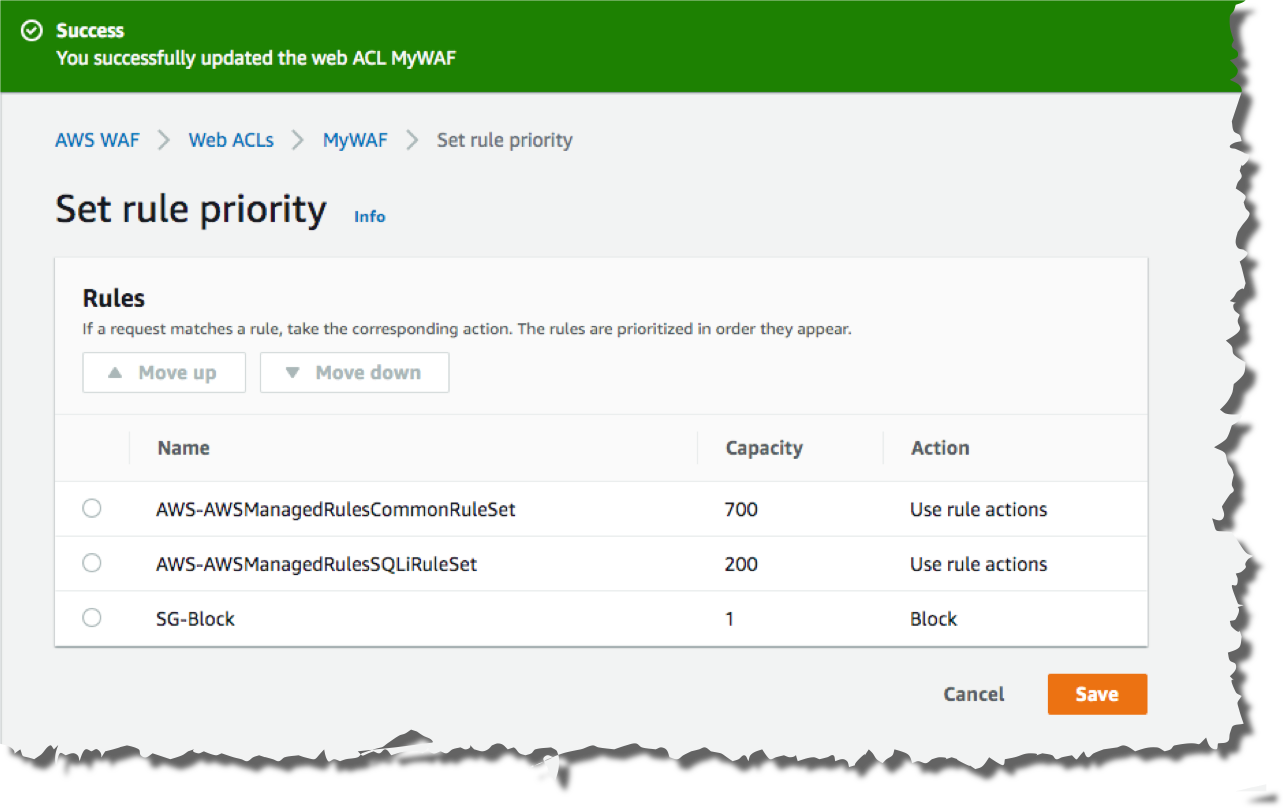 Success
You successfully updated the web ACL MyWAF
AWS WAF > Web ACLs > MyWAF > Set rule priority
Set rule priority Info
Rules
If a request matches a rule, take the corresponding action. The rules are prioritized in order they appear.
▲ Move up ▼ Move down
Name Capacity Action
AWS-AWSManagedRulesCommonRuleSet 700 Use rule actions
AWS-AWSManagedRulesSQLiRuleSet 200 Use rule actions
SG-Block 1 Block
Cancel Save